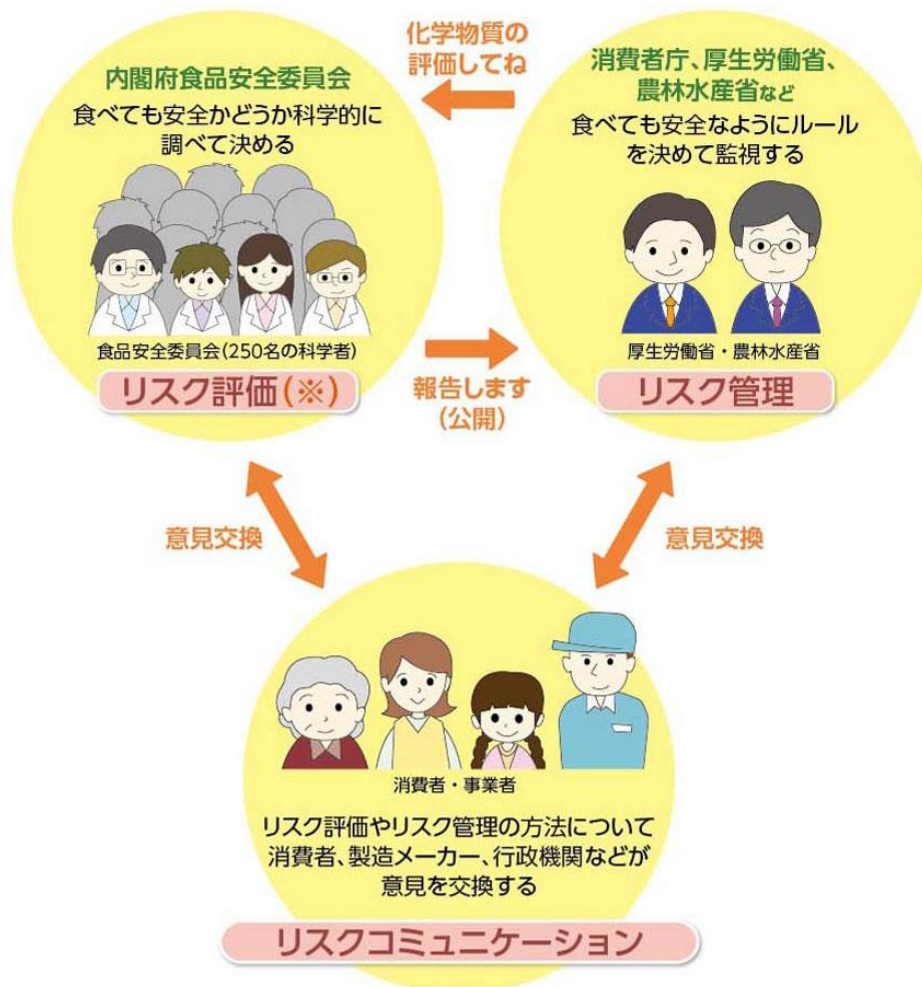 内閣府食品安全委員会
食べても安全かどうか科学的に
調べて決める
食品安全委員会(250名の科学者)
リスク評価(※)
化学物質の
評価してね
報告します
(公開)
消費者庁、厚生労働省、
農林水産省など
食べても安全なようにルール
を決めて監視する
厚生労働省・農林水産省
リスク管理
意見交換
意見交換
消費者・事業者
リスク評価やリスク管理の方法について
消費者、製造メーカー、行政機関などが
意見を交換する
リスクコミュニケーション